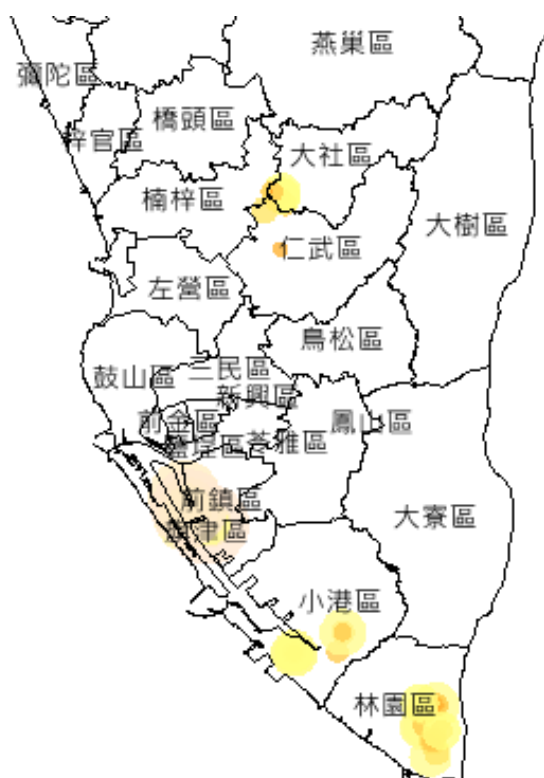 燕巢區
彌陀區
橋頭區
梓官區
大社區
楠梓區
大樹區
仁武區
左營區
鳥松區
三民區
鼓山區
新興區
前金區
鳳山區
鹽埕區
苓雅區
前鎮區
大寮區
旗津區
小港區
林園區